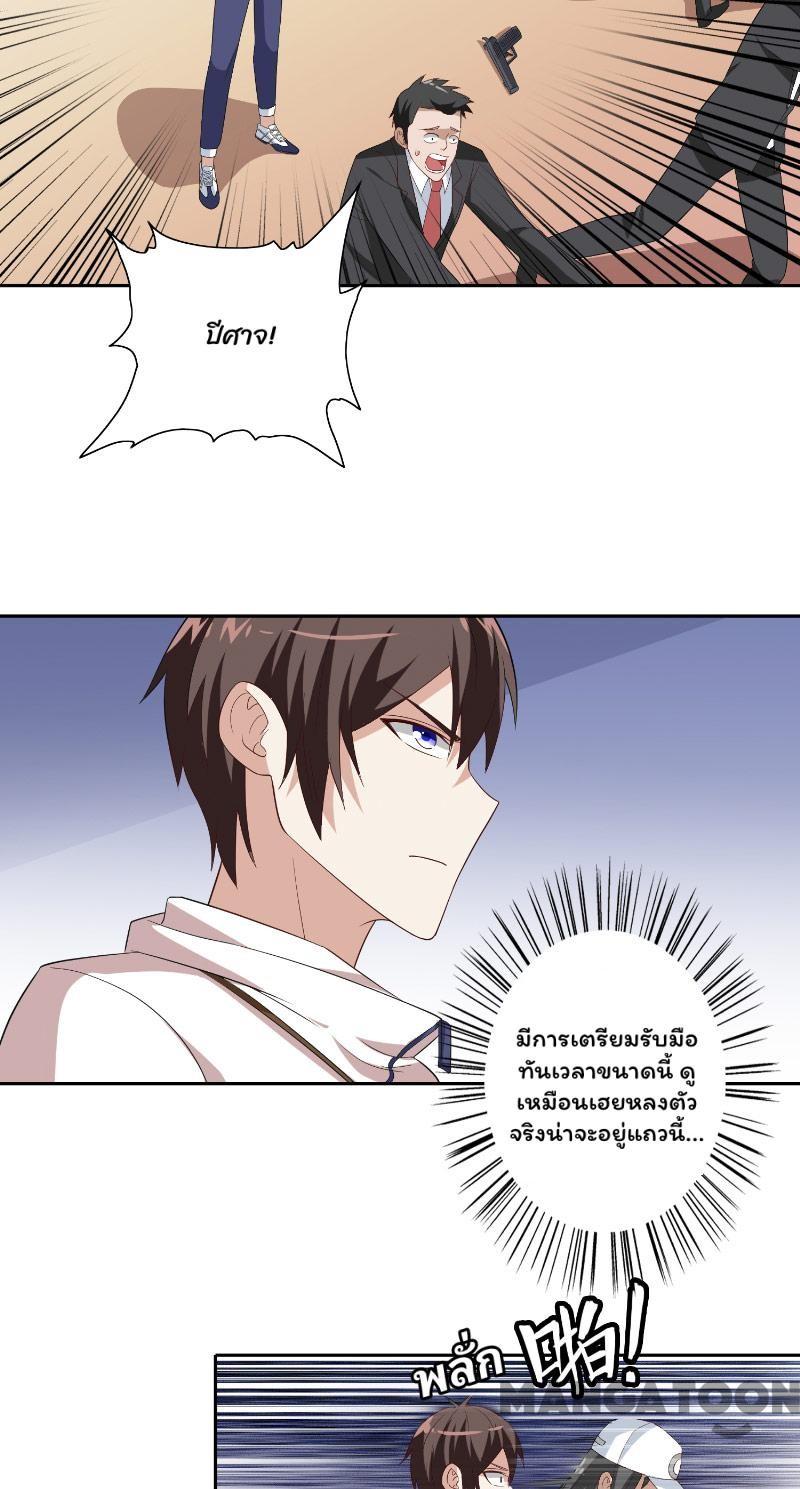 ปีศาจ!
มีการเตรียมรับมือ
ทันเวลาขนาดนี้ ดู
เหมือนเฮยหลงตัว
จริงน่าจะอยู่แถวนี้...
พลั่ก
啪!
MANGATOON